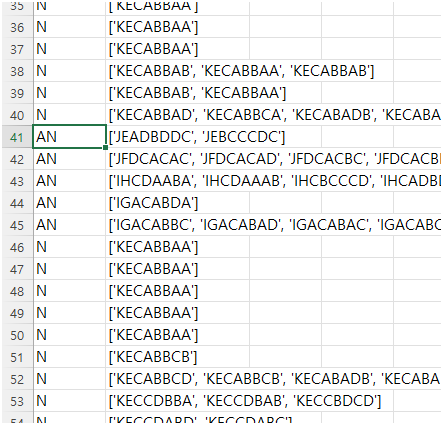 35 N ['KECABBAA']
36 N ['KECABBAA']
37 N ['KECABBAA']
38 N ['KECABBAB', 'KECABBAA', 'KECABBAB']
39 N ['KECABBAB', 'KECABBAA']
40 N ['KECABBAD', 'KECABBCA', 'KECABADB', 'KECABA
41 AN ['JEADBDDC', 'JEBCCCDC']
42 AN ['JFDCACAC', 'JFDCACAD', 'JFDCACBC', 'JFDCACB
43 AN ['IHCDAABA', 'IHCDAAAB', 'IHCBCCCD', 'IHCADB
44 AN ['IGACABDA']
45 AN ['IGACABBC', 'IGACABAD', 'IGACABAC', 'IGACABB
46 N ['KECABBAA']
47 N ['KECABBAA']
48 N ['KECABBAA']
49 N ['KECABBAA']
50 N ['KECABBAA']
51 N ['KECABBCB']
52 N ['KECABBCD', 'KECABBCB', 'KECABADB', 'KECABA
53 N ['KECCDBBA', 'KECCDBAB', 'KECCBDCD']
54 N ['KECCDABD', 'KECCDABC']